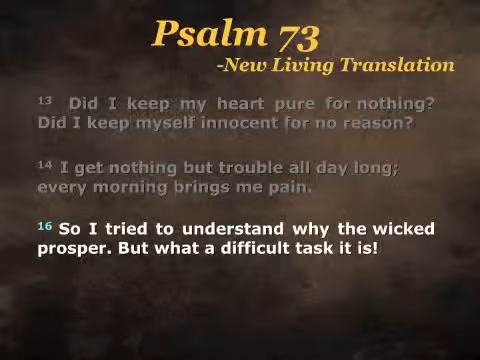 Psalm 73
-New Living Translation
13 Did I keep my heart pure for nothing?
Did I keep myself innocent for no reason?
14 I get nothing but trouble all day long;
every morning brings me pain.
16 So I tried to understand why the wicked
prosper. But what a difficult task it is!